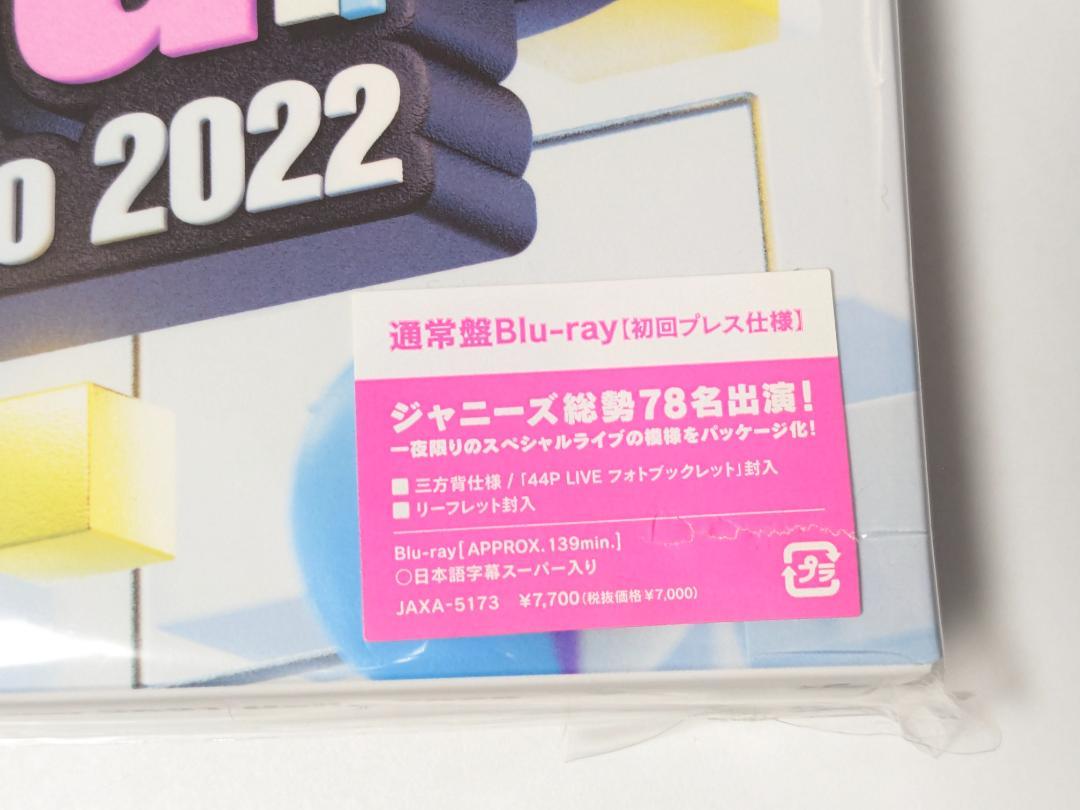 2022
通常盤Blu-ray【初回プレス仕様】
ジャニーズ総勢78名出演!
一夜限りのスペシャルライブの模様をパッケージ化!
■三方背仕様 /「44P LIVE フォトブックレット」封入
■リーフレット封入
Blu-ray[APPROX.139min.]
○日本語字幕スーパー入り
JAXA-5173 ¥7,700(税抜価格¥7,000)
プラ